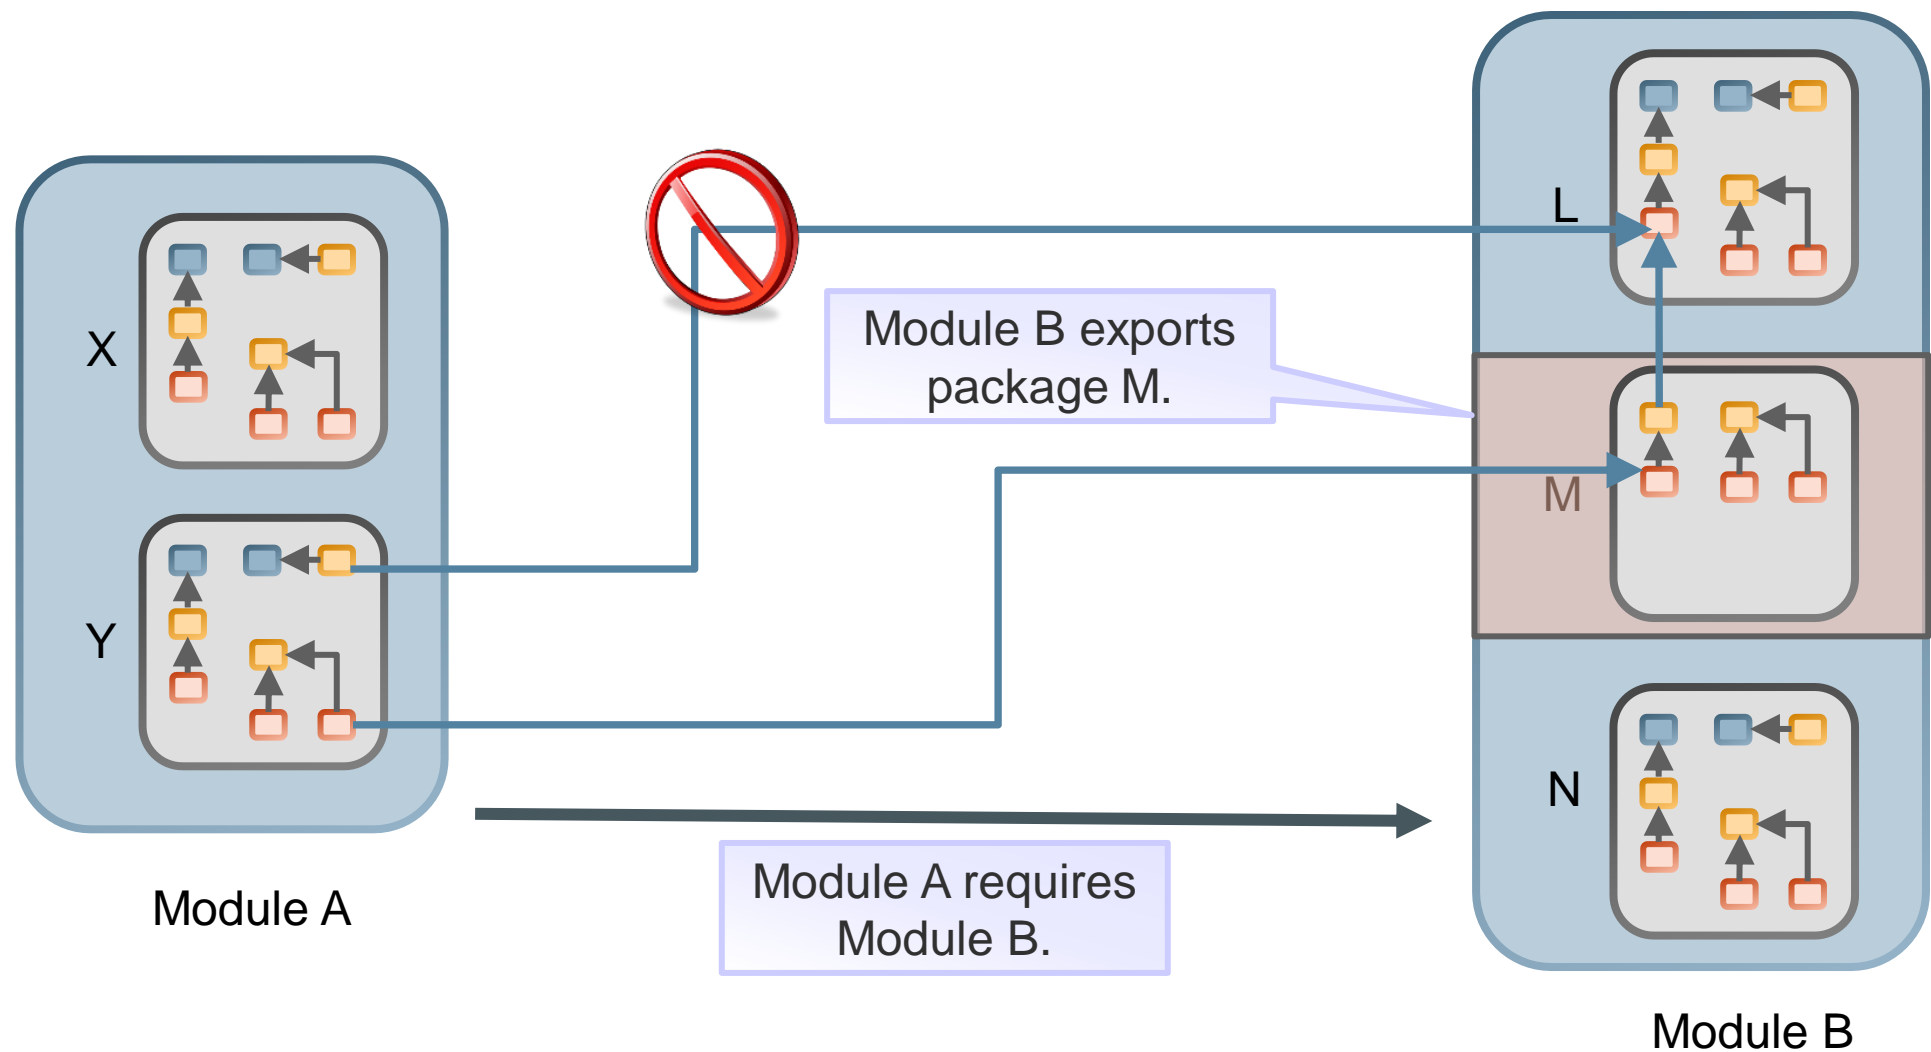 L
Module B exports
package M.
X
M
Y
N
Module A requires
Module B.
Module A
Module B